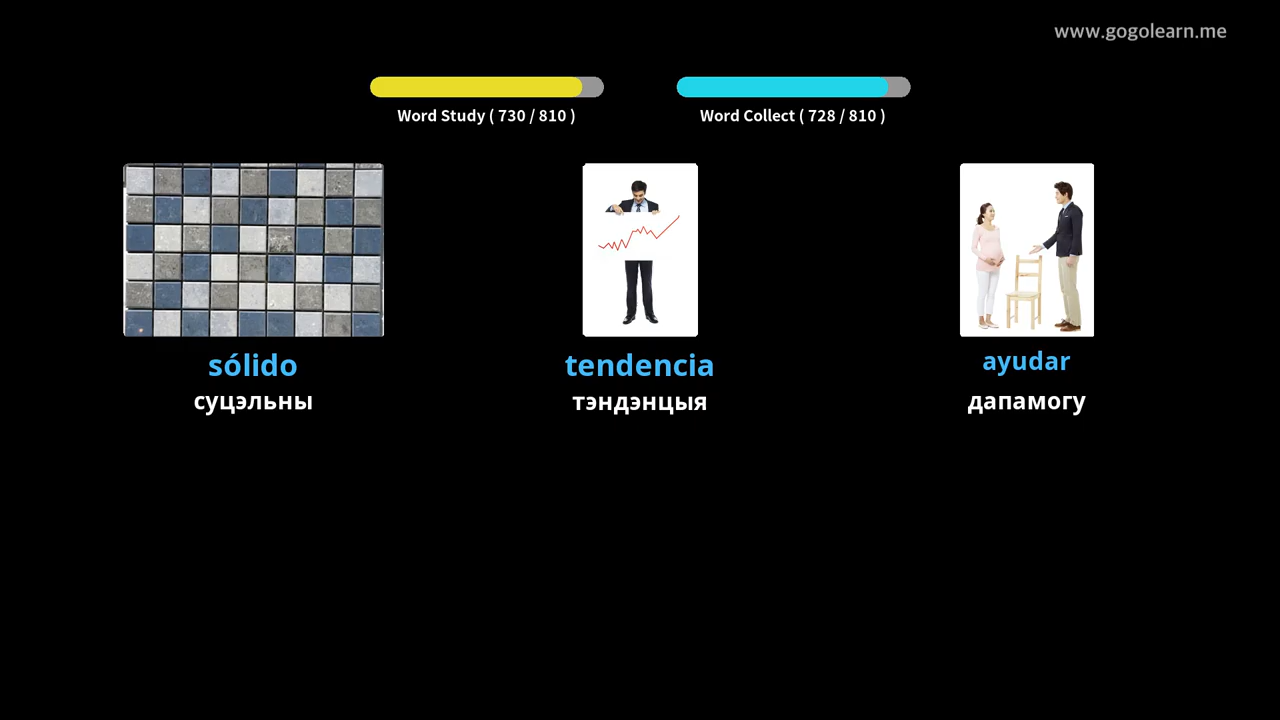 www.gogolearn.me
Word Study ( 730 / 810 )
Word Collect ( 728 / 810 )
sólido
tendencia
ayudar
суцэльны
тэндэнцыя
дапамогу